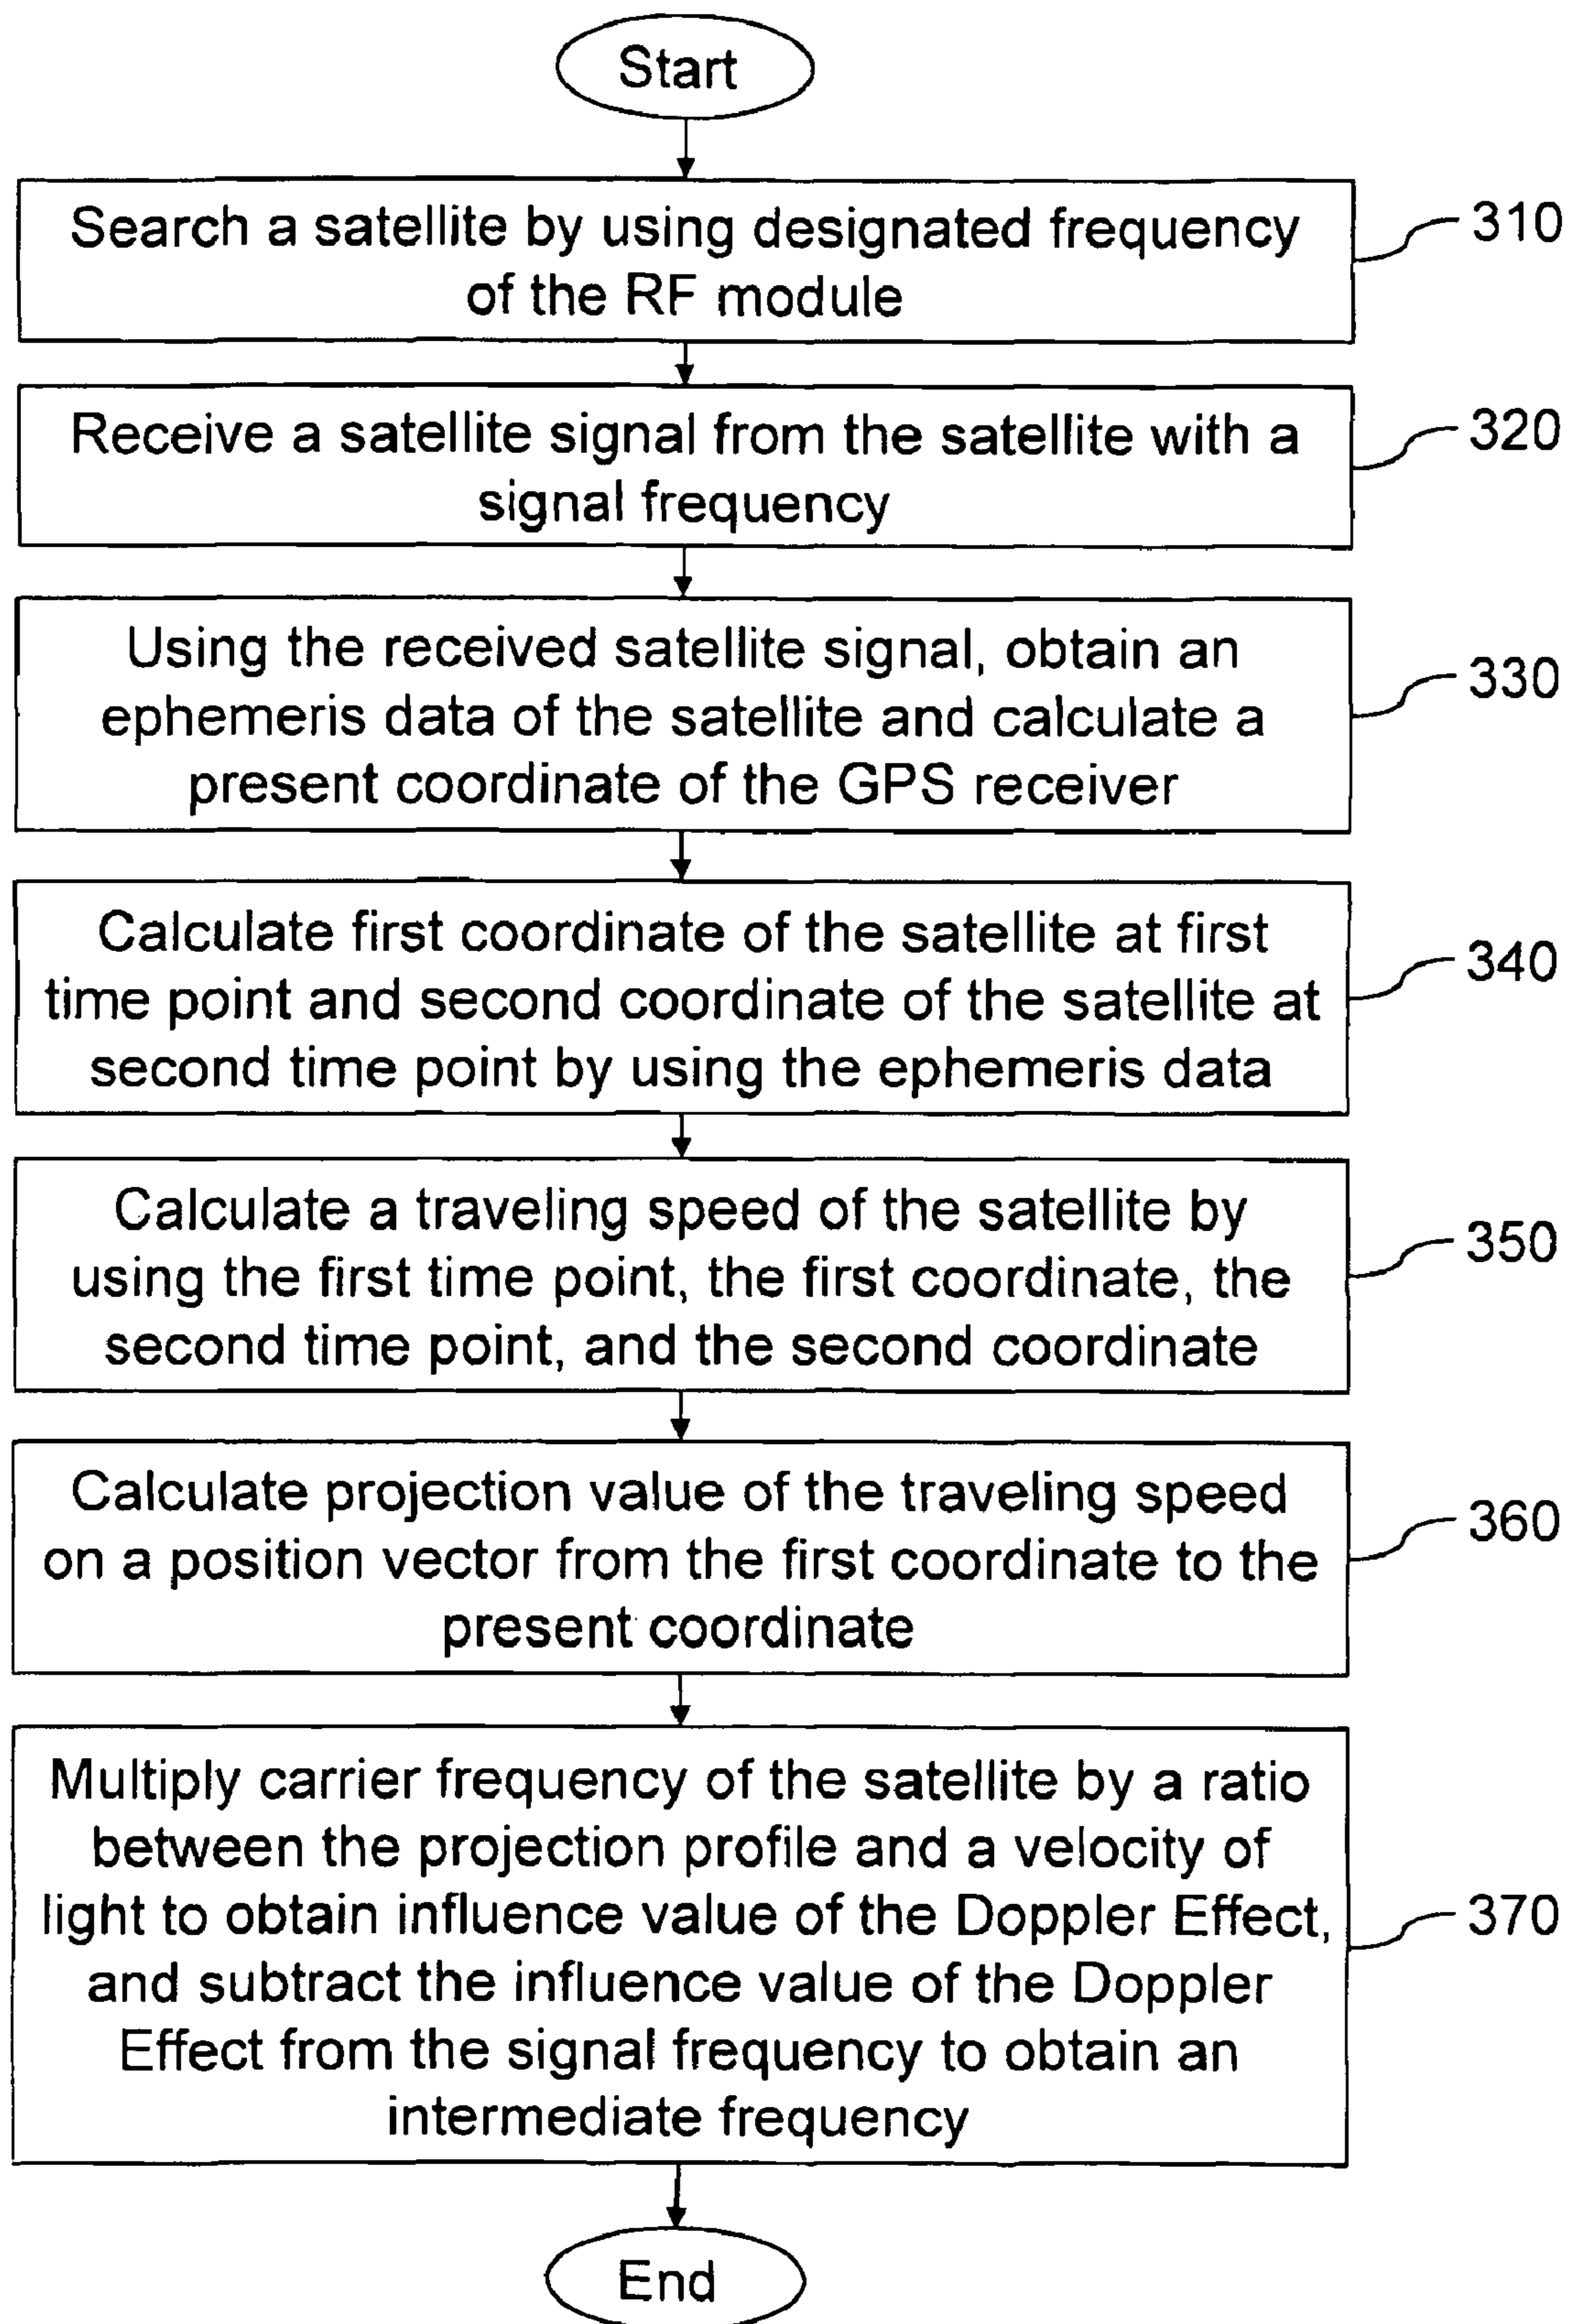 Start
Search a satellite by using designated frequency
of the RF module
310
Receive a satellite signal from the satellite with a
signal frequency
320
Using the received satellite signal, obtain an
ephemeris data of the satellite and calculate a
present coordinate of the GPS receiver
330
Calculate first coordinate of the satellite at first
time point and second coordinate of the satellite at
second time point by using the ephemeris data
340
Calculate a traveling speed of the satellite by
using the first time point, the first coordinate, the
second time point, and the second coordinate
350
Calculate projection value of the traveling speed
on a position vector from the first coordinate to the
present coordinate
360
Multiply carrier frequency of the satellite by a ratio
between the projection profile and a velocity of
light to obtain influence value of the Doppler Effect,
and subtract the influence value of the Doppler
Effect from the signal frequency to obtain an
intermediate frequency
370
End